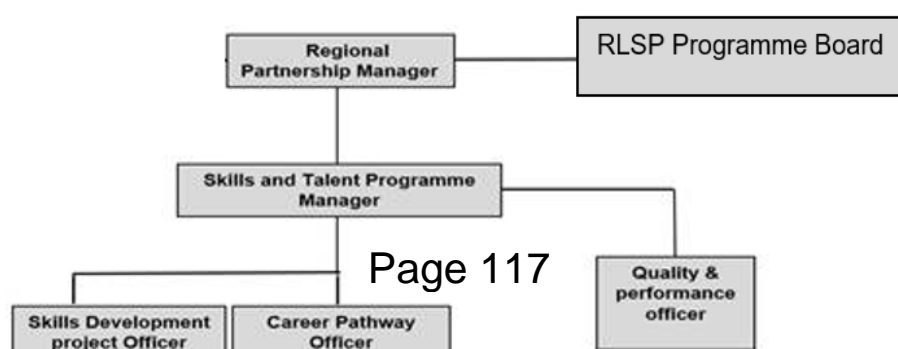 Regional
Partnership Manager
RLSP Programme Board
Skills and Talent Programme
Manager
Page 117
Quality &
performance
officer
Skills Development
project Officer
Career Pathway
Officer